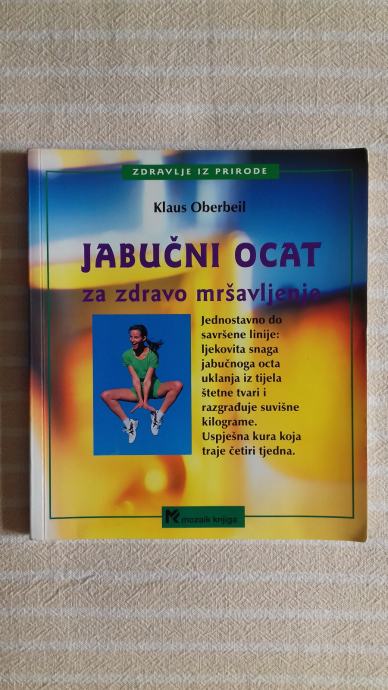 ZDRAVLJE IZ PRIRODE
Klaus Oberbeil
JABUČNI OCAT
za zdravo mršavljenje
Jednostavno do
savršene linije:
ljekovita snaga
jabučnoga octa
uklanja iz tijela
štetne tvari i
razgrađuje suvišne
kilograme.
Uspješna kura koja
traje četiri tjedna.
mozaik knjiga